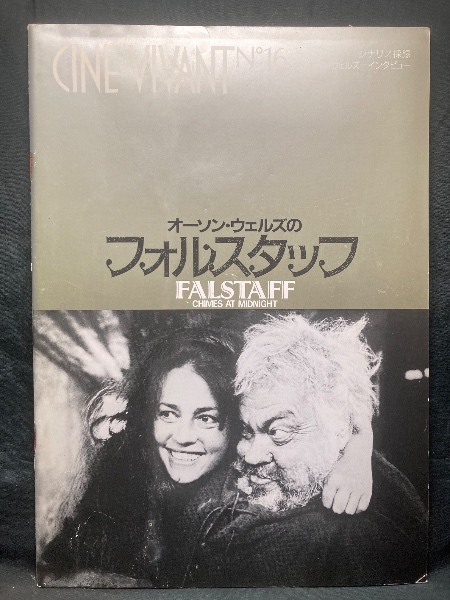 CINE VIVANT N°16
シナリオ採録
ウェルズ・インタビュー
オーソン・ウェルズの
フォルスタッフ
FALSTAFF
CHIMES AT MIDNIGHT